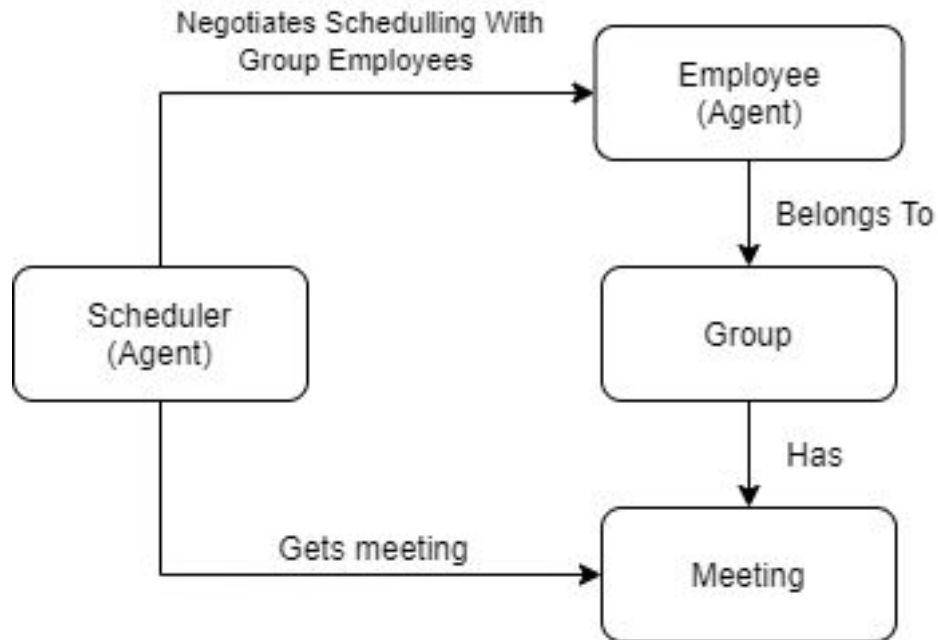 Negotiates Schedulling With
Group Employees
Employee
(Agent)
Belongs To
Scheduler
(Agent)
Group
Has
Gets meeting
Meeting